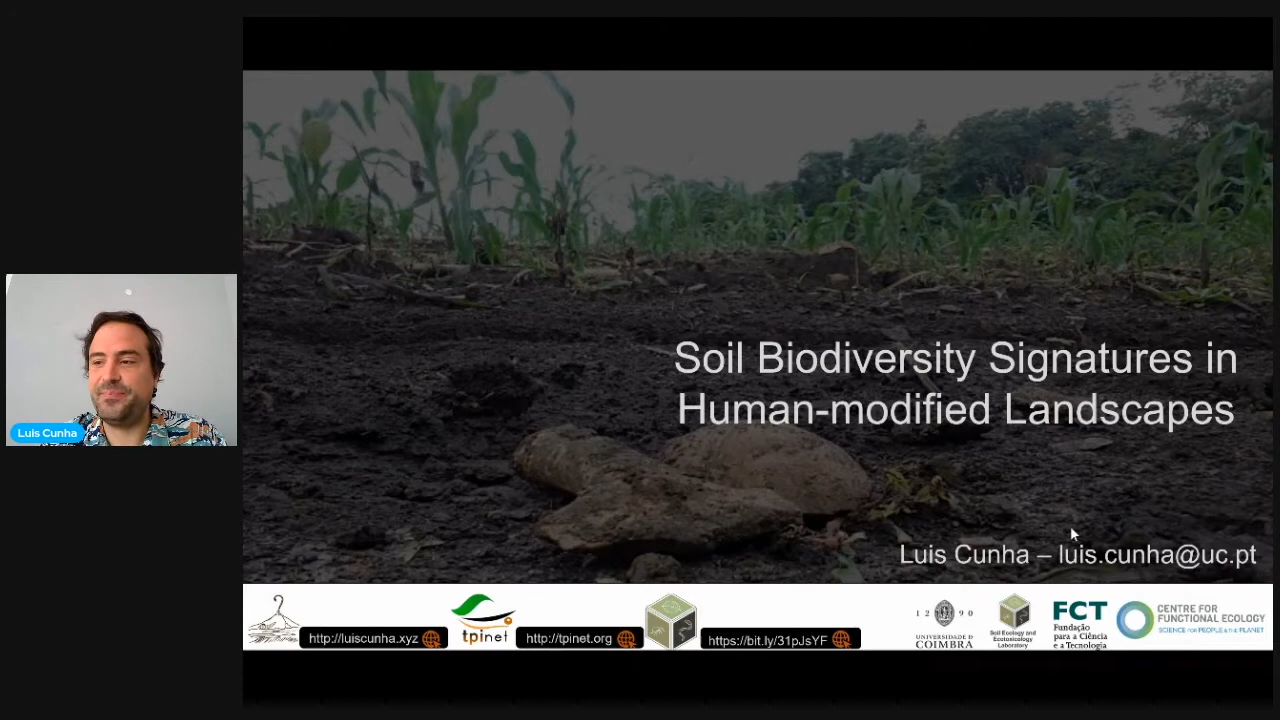 Soil Biodiversity Signatures in
Human-modified Landscapes
Luis Cunha
Luis Cunha – luis.cunha@uc.pt
http://luiscunha.xyz
tpinet
http://tpinet.org
https://bit.ly/31pJsYF
1 2 9 0
UNIVERSIDADE D
COIMBRA
Soil Ecology and
Ecotoxicology
Laboratory
FCT
Fundação
para a Ciência
e a Tecnologia
CENTRE FOR
FUNCTIONAL ECOLOGY
SCIENCE FOR PEOPLE & THE PLANET